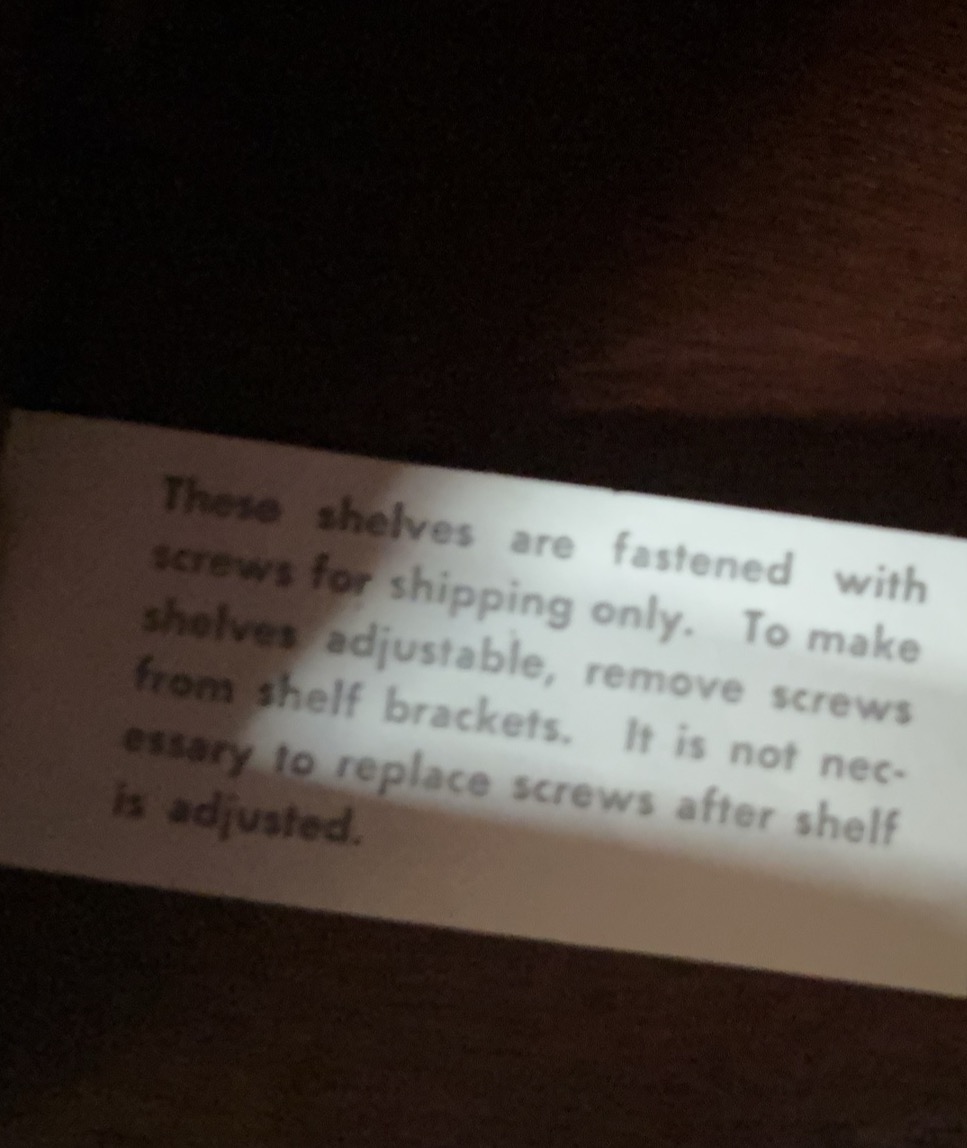 These shelves are fastened with
screws for shipping only. To make
shelves adjustable, remove screws
from shelf brackets. It is not nec-
essary to replace screws after shelf
is adjusted.